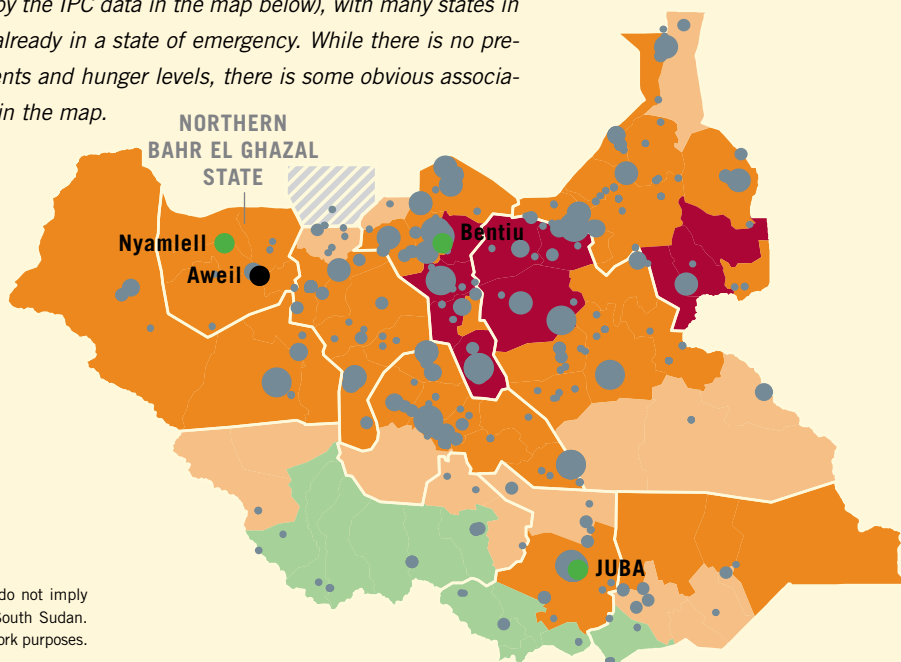 by the IPC data in the map below), with many states in
already in a state of emergency. While there is no pre-
ents and hunger levels, there is some obvious associa-
in the map.
NORTHERN
BAHR EL GHAZAL
STATE
Nyamlell
Bentiu
Aweil
JUBA
do not imply
South Sudan.
ork purposes.